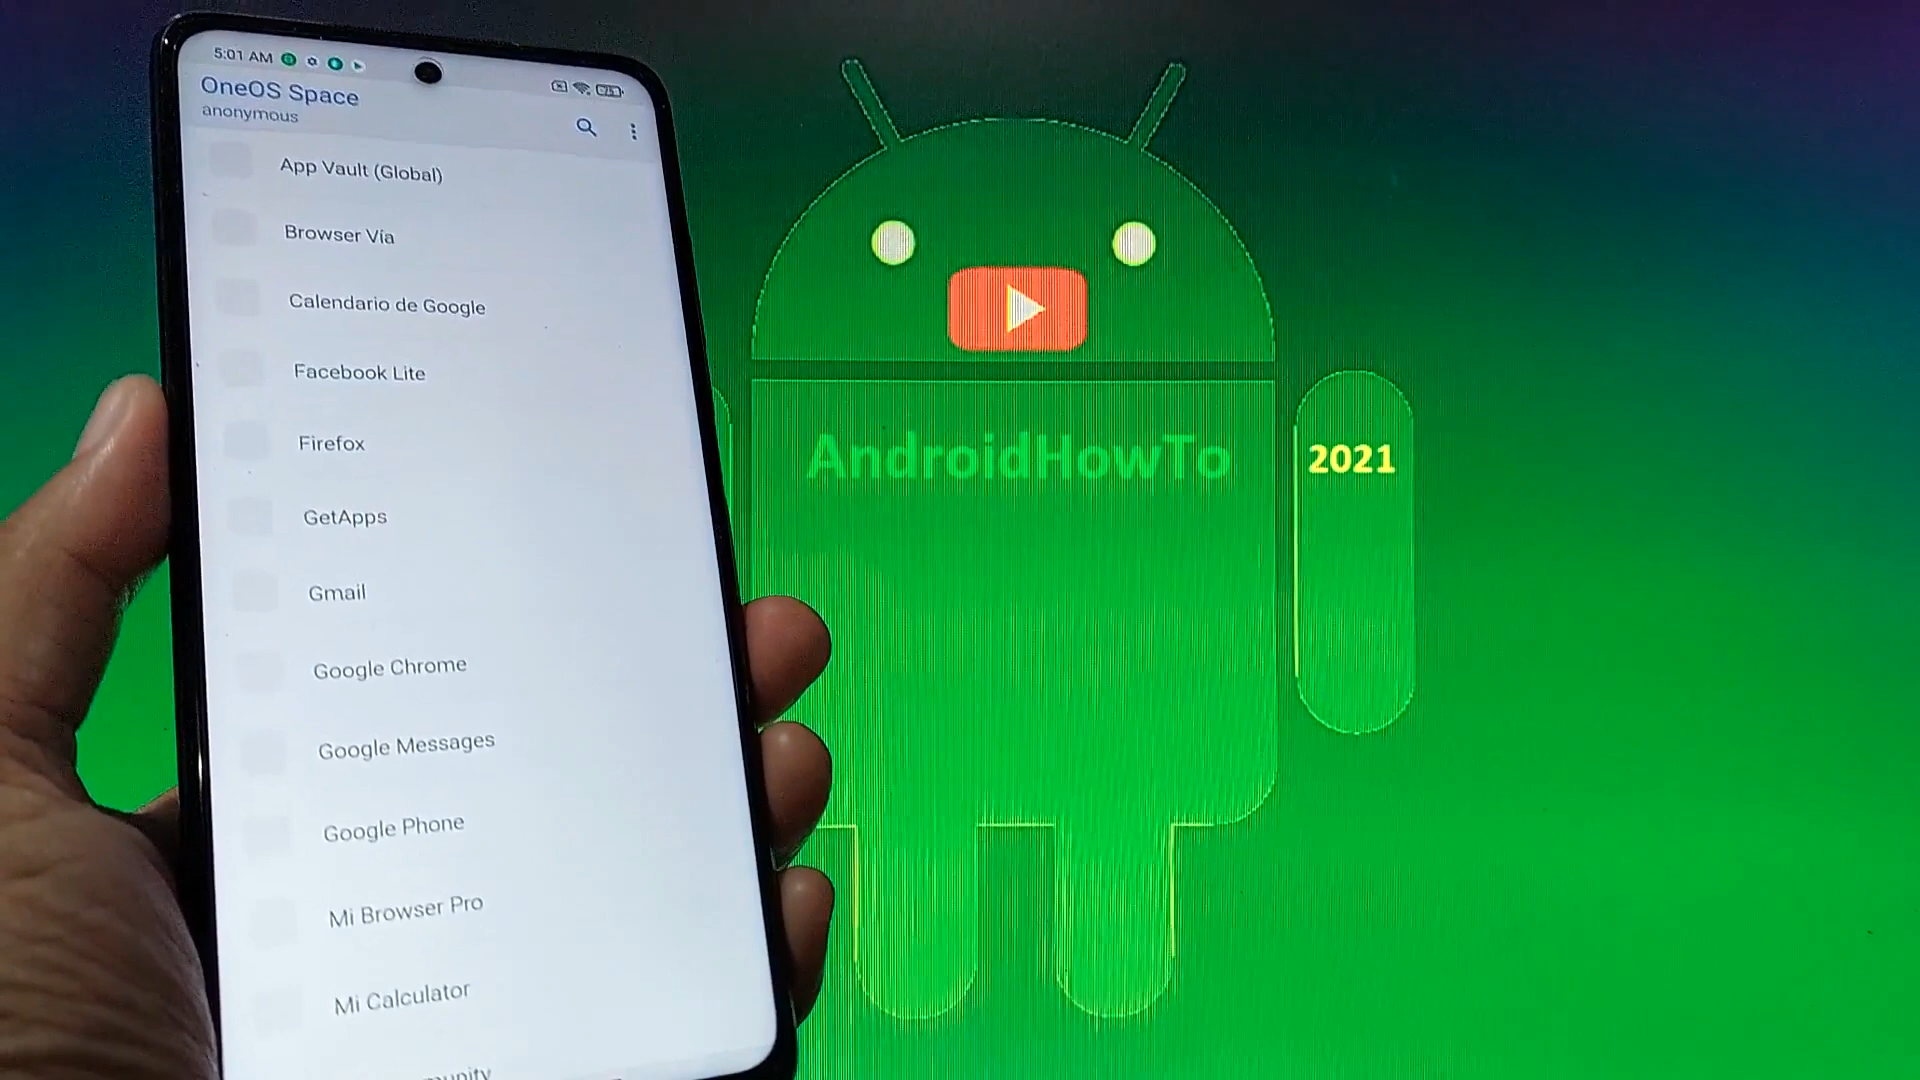 5:01 AM
OneOS Space
anonymous
App Vault (Global)
Browser Vía
Calendario de Google
Facebook Lite
Firefox
GetApps
Gmail
Google Chrome
Google Messages
Google Phone
Mi Browser Pro
Mi Calculator
AndroidHowTo
2021